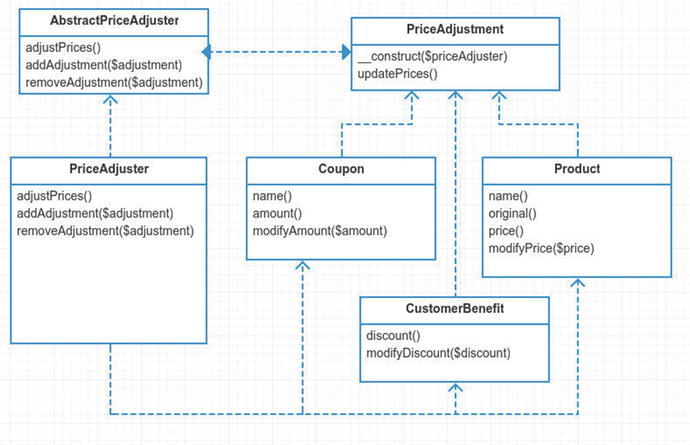 AbstractPriceAdjuster
adjustPrices()
addAdjustment($adjustment)
removeAdjustment($adjustment)
PriceAdjustment
__construct($priceAdjuster)
updatePrices()
PriceAdjuster
adjustPrices()
addAdjustment($adjustment)
removeAdjustment($adjustment)
Coupon
name()
amount()
modifyAmount($amount)
Product
name()
original()
price()
modifyPrice($price)
CustomerBenefit
discount()
modifyDiscount($discount)